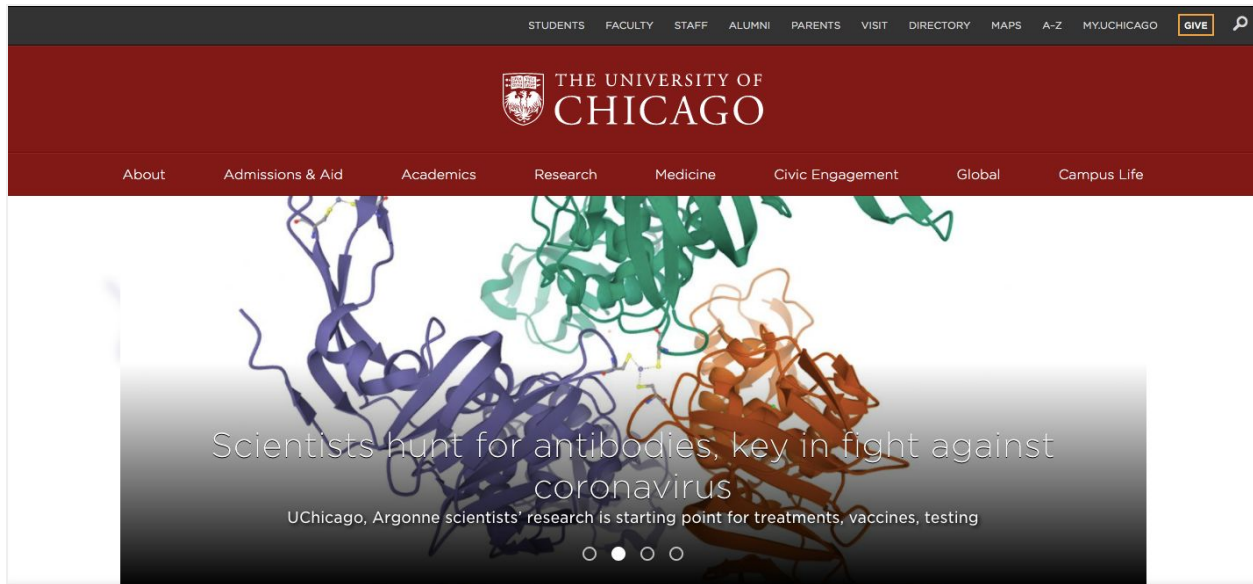 STUDENTS FACULTY STAFF ALUMNI PARENTS VISIT DIRECTORY MAPS A–Z MY.UCHICAGO GIVE
THE UNIVERSITY OF
CHICAGO
About Admissions & Aid Academics Research Medicine Civic Engagement Global Campus Life
Scientists hunt for antibodies, key in fight against
coronavirus
UChicago, Argonne scientists’ research is starting point for treatments, vaccines, testing